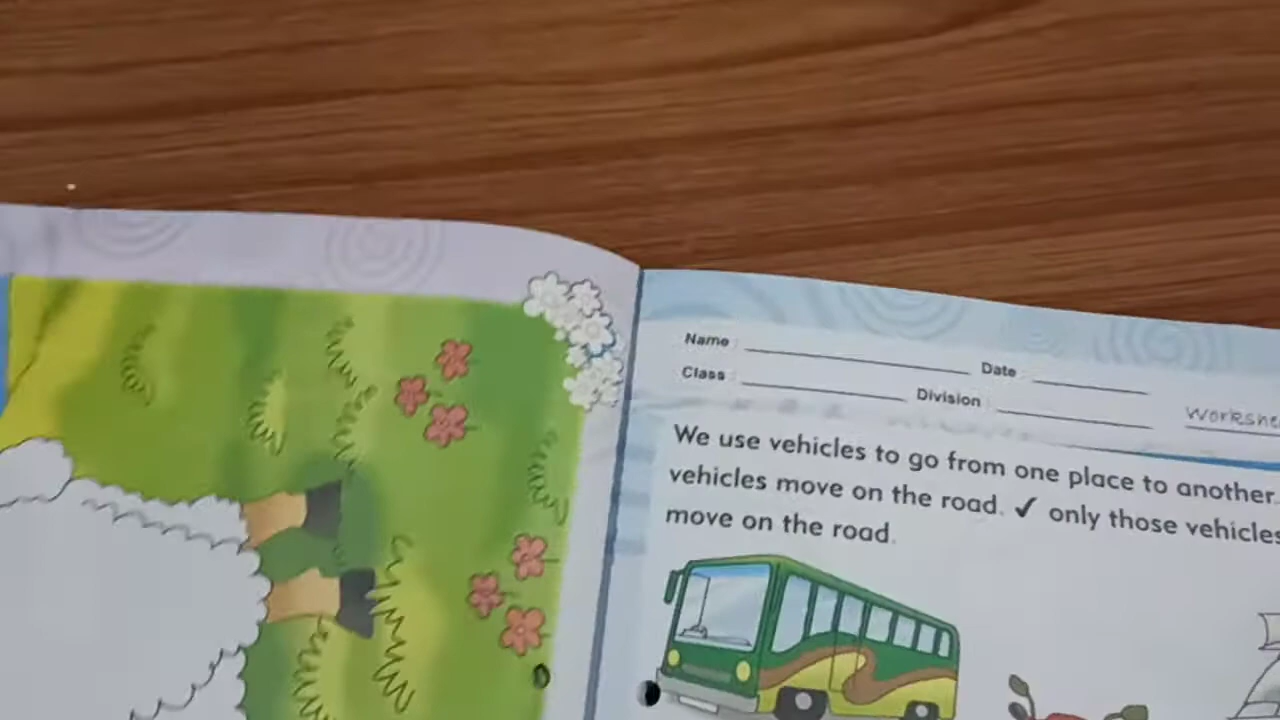 Name : Date :
Class : Division :
We use vehicles to go from one place to another.
vehicles move on the road. ✓ only those vehicles
move on the road.